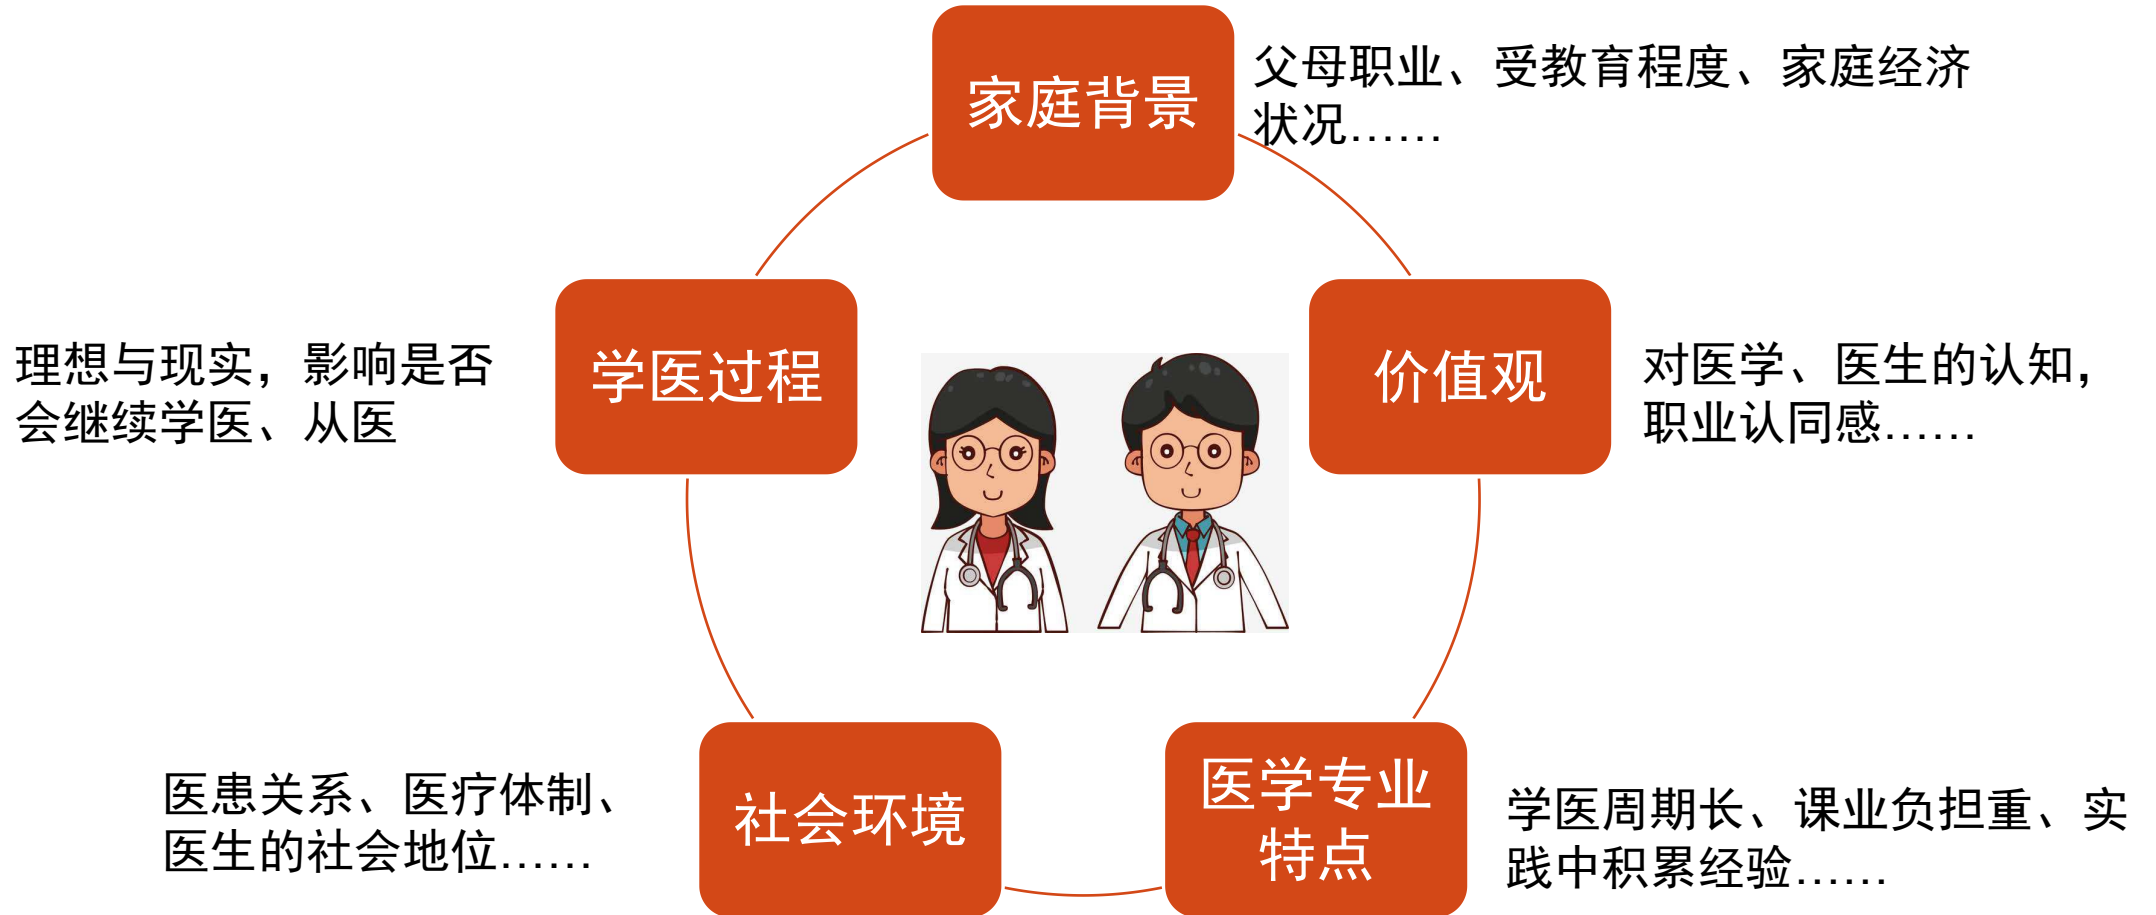 家庭背景
父母职业、受教育程度、家庭经济
状况……
学医过程
理想与现实，影响是否
会继续学医、从医
价值观
对医学、医生的认知，
职业认同感……
社会环境
医患关系、医疗体制、
医生的社会地位……
医学专业
特点
学医周期长、课业负担重、实
践中积累经验……